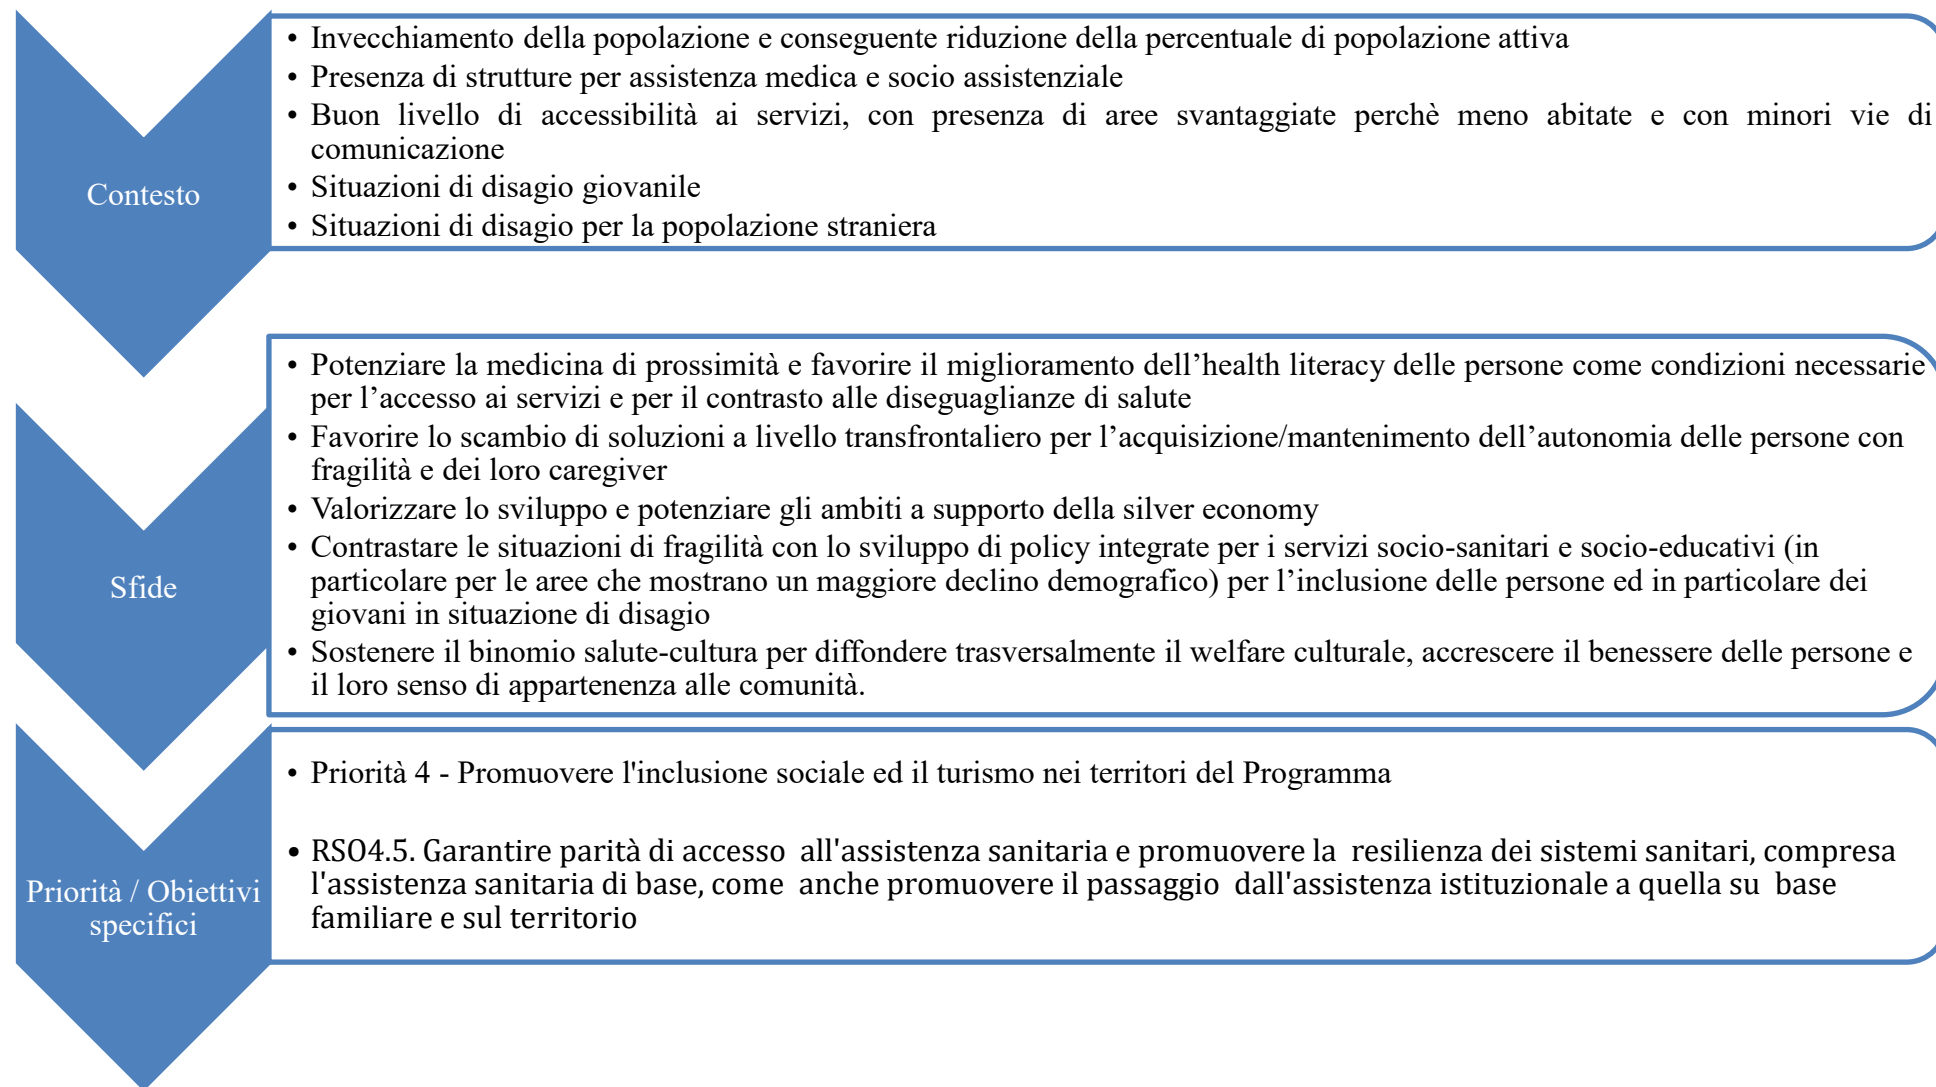 Contesto
• Invecchiamento della popolazione e conseguente riduzione della percentuale di popolazione attiva
• Presenza di strutture per assistenza medica e socio assistenziale
• Buon livello di accessibilità ai servizi, con presenza di aree svantaggiate perchè meno abitate e con minori vie di
comunicazione
• Situazioni di disagio giovanile
• Situazioni di disagio per la popolazione straniera
Sfide
• Potenziare la medicina di prossimità e favorire il miglioramento dell’health literacy delle persone come condizioni necessarie
per l’accesso ai servizi e per il contrasto alle diseguaglianze di salute
• Favorire lo scambio di soluzioni a livello transfrontaliero per l’acquisizione/mantenimento dell’autonomia delle persone con
fragilità e dei loro caregiver
• Valorizzare lo sviluppo e potenziare gli ambiti a supporto della silver economy
• Contrastare le situazioni di fragilità con lo sviluppo di policy integrate per i servizi socio-sanitari e socio-educativi (in
particolare per le aree che mostrano un maggiore declino demografico) per l’inclusione delle persone ed in particolare dei
giovani in situazione di disagio
• Sostenere il binomio salute-cultura per diffondere trasversalmente il welfare culturale, accrescere il benessere delle persone e
il loro senso di appartenenza alle comunità.
Priorità / Obiettivi
specifici
• Priorità 4 - Promuovere l'inclusione sociale ed il turismo nei territori del Programma
• RSO4.5. Garantire parità di accesso all'assistenza sanitaria e promuovere la resilienza dei sistemi sanitari, compresa
l'assistenza sanitaria di base, come anche promuovere il passaggio dall'assistenza istituzionale a quella su base
familiare e sul territorio